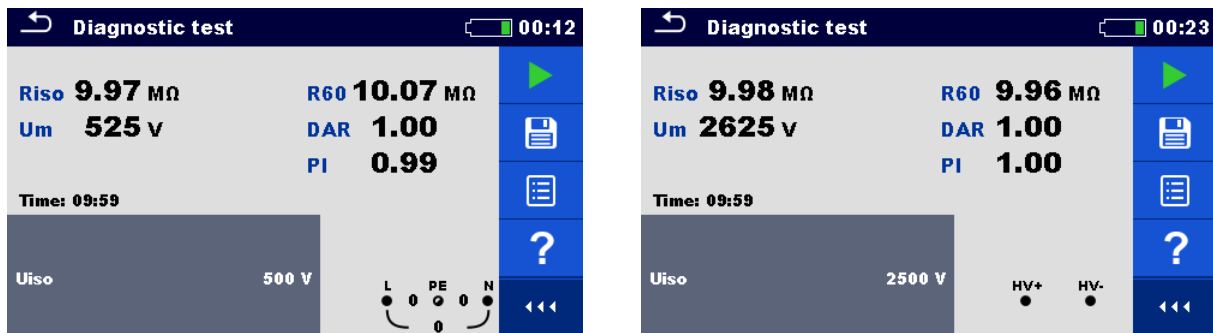 Diagnostic test 00:12
Riso 9.97 MΩ R60 10.07 MΩ
Um 525 V DAR 1.00
PI 0.99
Time: 09:59
Uiso 500 V
L PE N
0 0
0
?
Diagnostic test 00:23
Riso 9.98 MΩ R60 9.96 MΩ
Um 2625 V DAR 1.00
PI 1.00
Time: 09:59
Uiso 2500 V
HV+ HV-
?